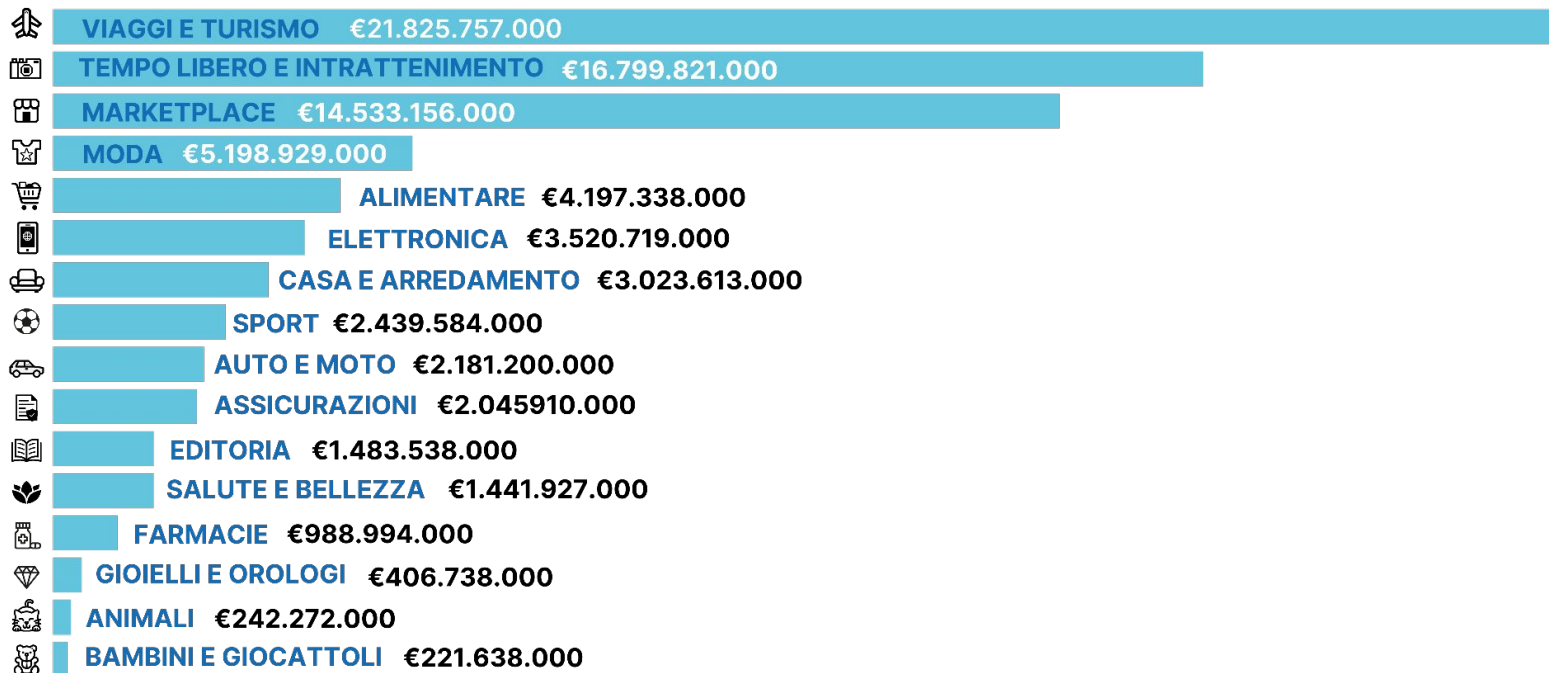 VIAGGI E TURISMO €21.825.757.000
TEMPO LIBERO E INTRATTENIMENTO €16.799.821.000
MARKETPLACE €14.533.156.000
MODA €5.198.929.000
ALIMENTARE €4.197.338.000
ELETTRONICA €3.520.719.000
CASA E ARREDAMENTO €3.023.613.000
SPORT €2.439.584.000
AUTO E MOTO €2.181.200.000
ASSICURAZIONI €2.045910.000
EDITORIA €1.483.538.000
SALUTE E BELLEZZA €1.441.927.000
FARMACIE €988.994.000
GIOIELLI E OROLOGI €406.738.000
ANIMALI €242.272.000
BAMBINI E GIOCATTOLI €221.638.000